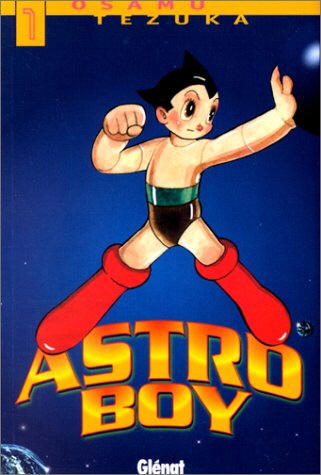 1
OSAMU
TEZUKA
ASTRO
BOY
Glénat